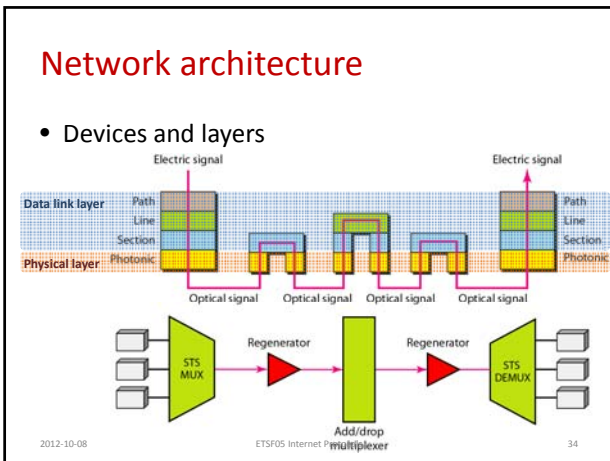 Network architecture
• Devices and layers
Electric signal
Electric signal
Data link layer
Path
Path
Line
Line
Section
Section
Physical layer
Photonic
Photonic
Optical signal
Optical signal
Optical signal
Optical signal
STS
MUX
Regenerator
Regenerator
STS
DEMUX
Add/drop
multiplexer
2012-10-08
ETSF05 Internet
34